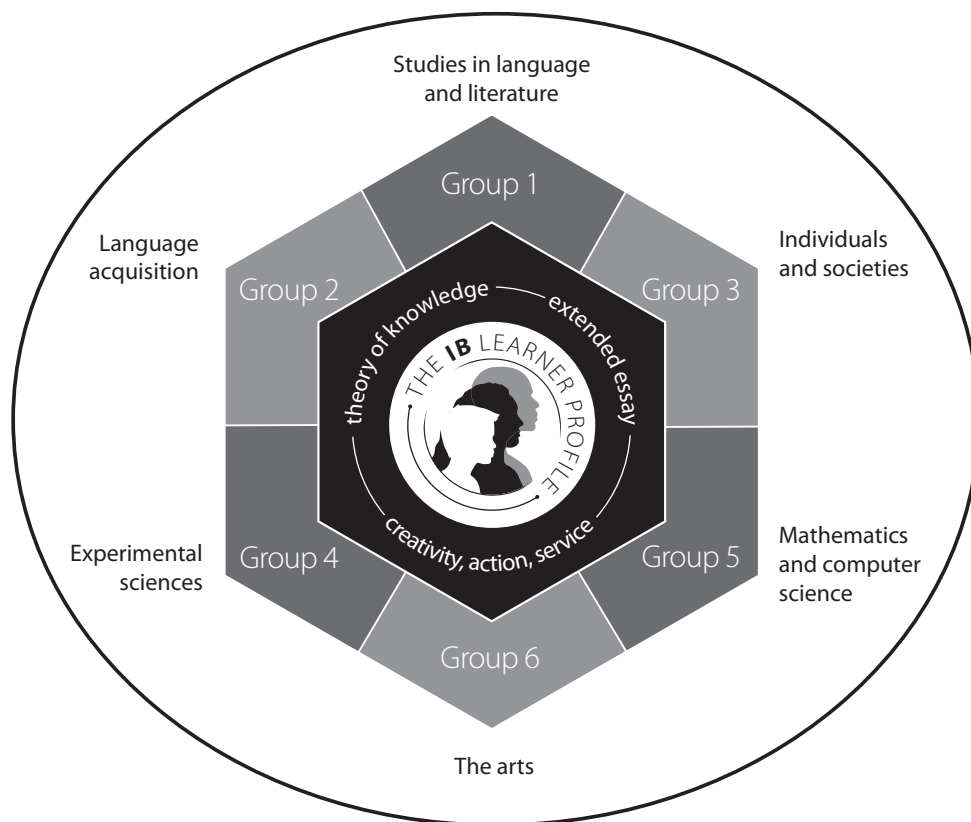 Studies in language
and literature
Group 1
Language
acquisition
Group 2
Individuals
and societies
Group 3
theory of knowledge
extended essay
THE IB LEARNER PROFILE
creativity, action, service
Experimental
sciences
Group 4
Mathematics
and computer
science
Group 5
Group 6
The arts